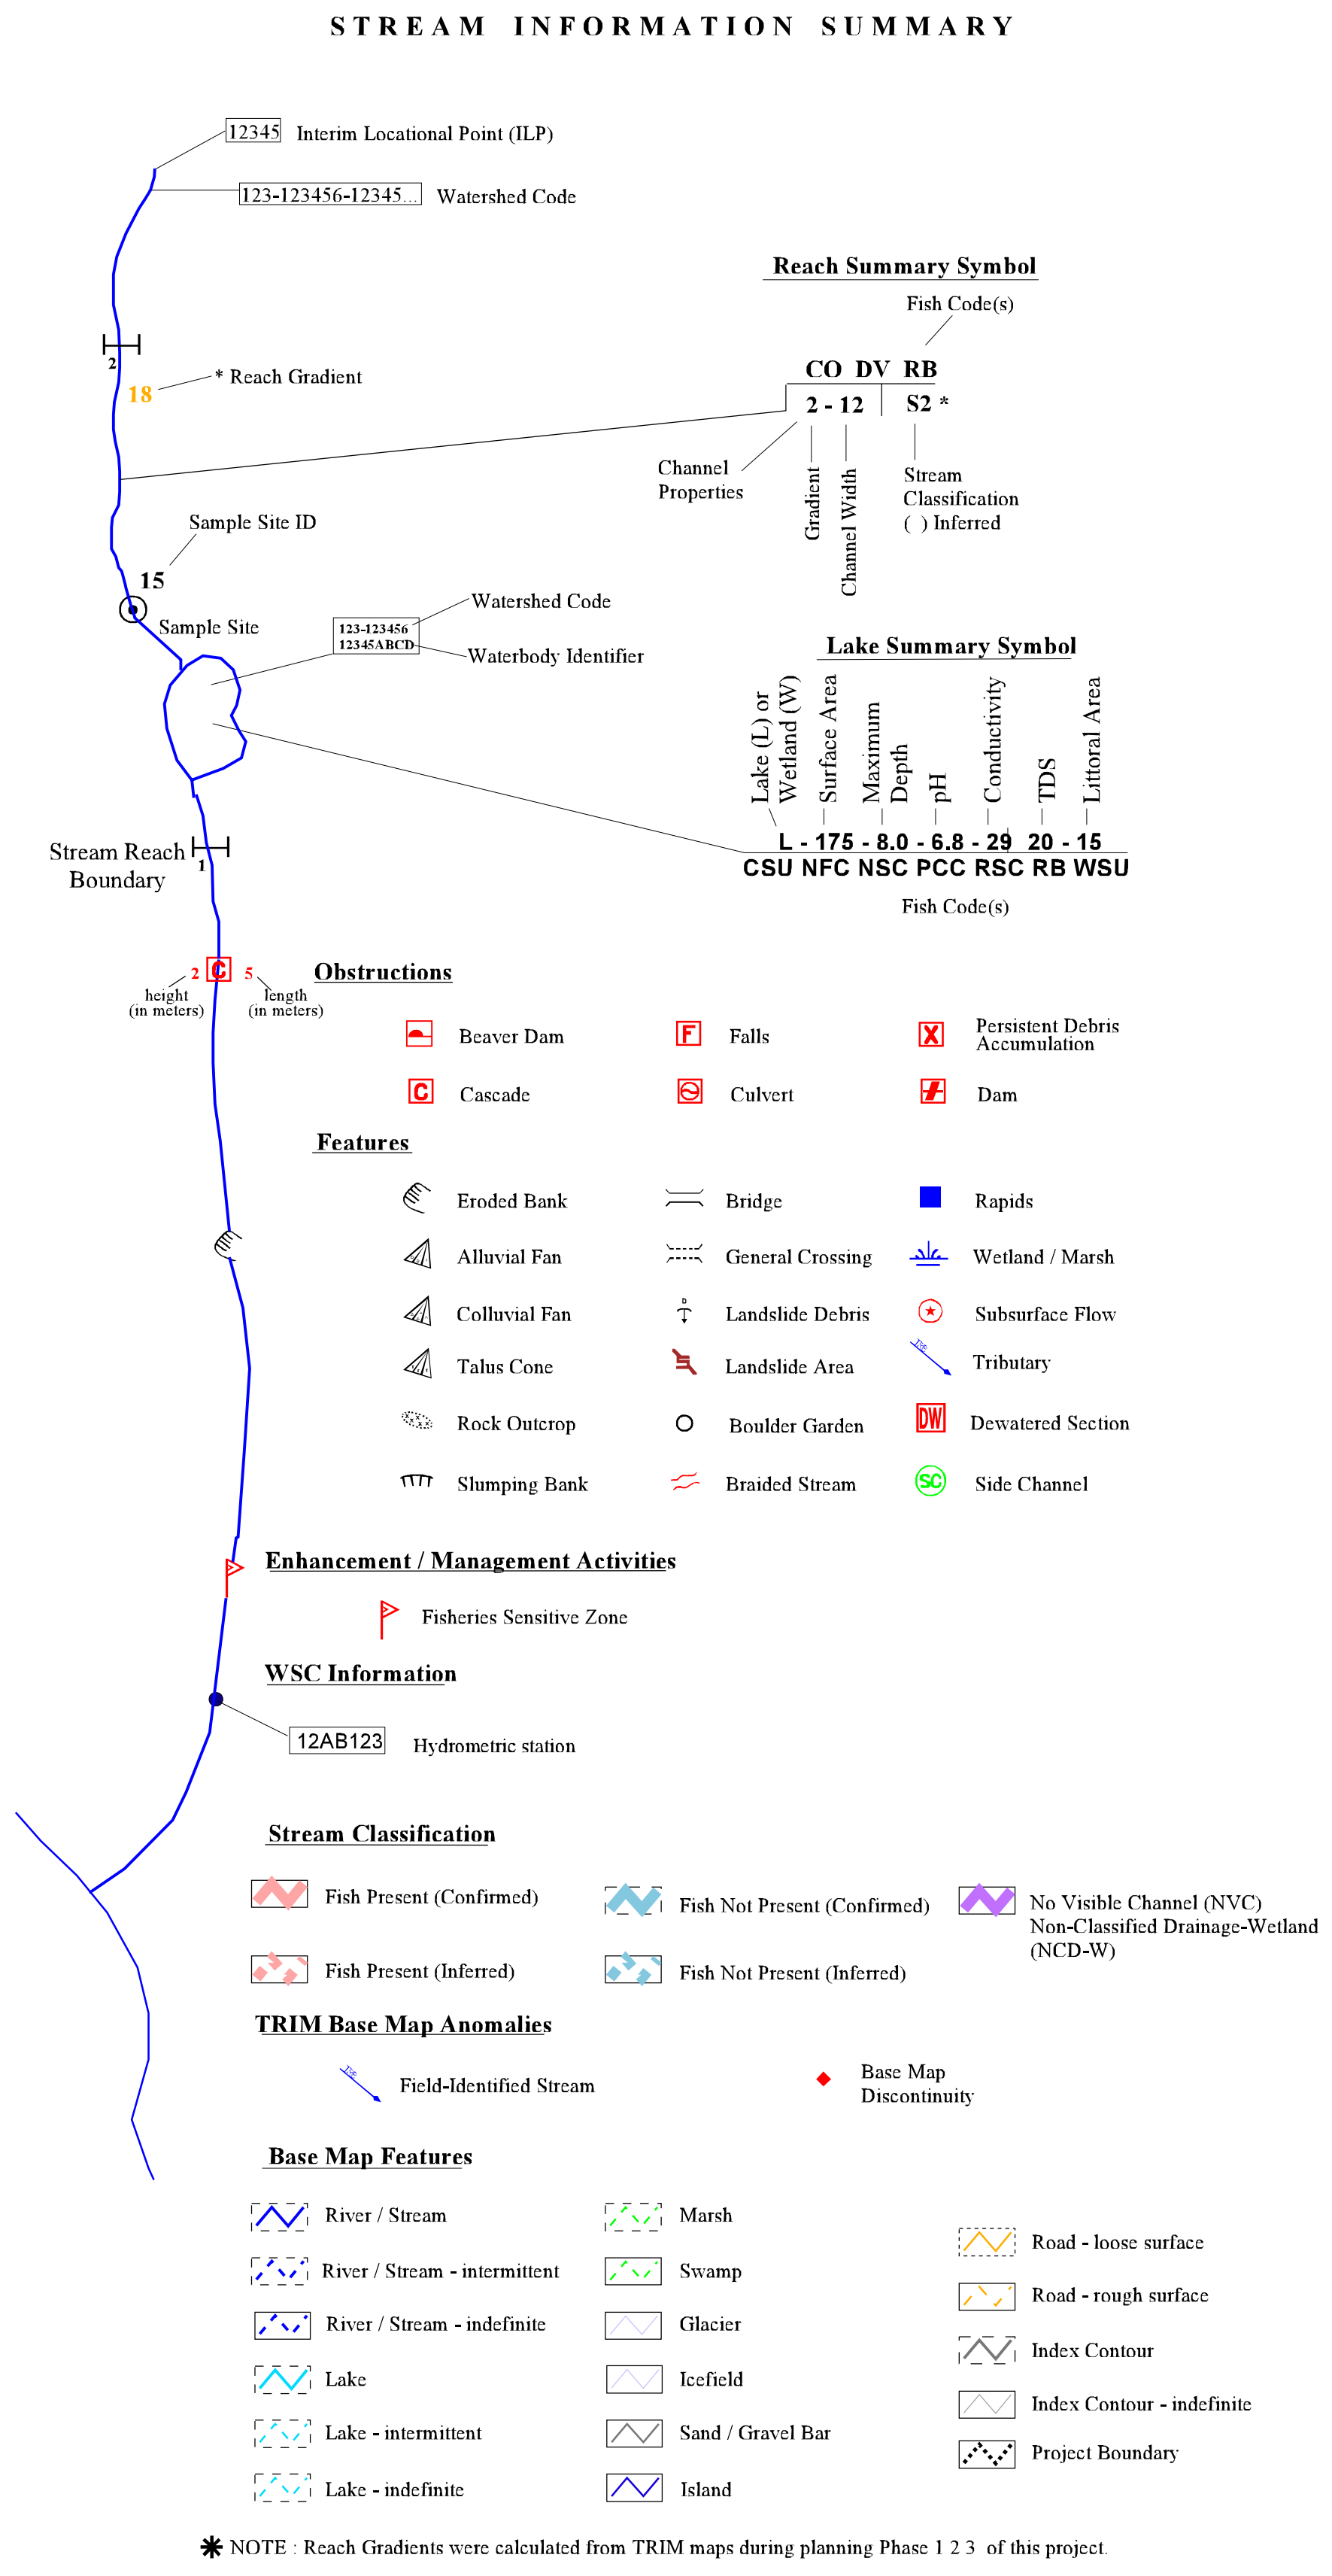 STREAM INFORMATION SUMMARY
12345 Interim Locational Point (ILP)
123-123456-12345... Watershed Code
Reach Summary Symbol
Fish Code(s)
2
18 * Reach Gradient
CO DV RB
2 - 12 S2 *
Channel
Properties
Gradient
Channel Width
Stream
Classification
( ) Inferred
Sample Site ID
15
Sample Site
123-123456
12345ABCD
Watershed Code
Waterbody Identifier
Lake Summary Symbol
Lake (L) or
Wetland (W)
Surface Area
Maximum
Depth
pH
Conductivity
TDS
Littoral Area
L - 175 - 8.0 - 6.8 - 29 20 - 15
CSU NFC NSC PCC RSC RB WSU
Fish Code(s)
Stream Reach
Boundary
1
2 C 5
height
(in meters)
length
(in meters)
Obstructions
Beaver Dam
F Falls
X Persistent Debris
Accumulation
C Cascade
Culvert
Dam
Features
Eroded Bank
Bridge
Rapids
Alluvial Fan
General Crossing
Wetland / Marsh
Colluvial Fan
D Landslide Debris
Subsurface Flow
Talus Cone
Landslide Area
Tributary
Rock Outcrop
Boulder Garden
DW Dewatered Section
Slumping Bank
Braided Stream
SC Side Channel
Enhancement / Management Activities
Fisheries Sensitive Zone
WSC Information
12AB123 Hydrometric station
Stream Classification
Fish Present (Confirmed)
Fish Not Present (Confirmed)
No Visible Channel (NVC)
Non-Classified Drainage-Wetland
(NCD-W)
Fish Present (Inferred)
Fish Not Present (Inferred)
TRIM Base Map Anomalies
Field-Identified Stream
Base Map
Discontinuity
Base Map Features
River / Stream
River / Stream - intermittent
River / Stream - indefinite
Lake
Lake - intermittent
Lake - indefinite
Marsh
Swamp
Glacier
Icefield
Sand / Gravel Bar
Island
Road - loose surface
Road - rough surface
Index Contour
Index Contour - indefinite
Project Boundary
✱ NOTE : Reach Gradients were calculated from TRIM maps during planning Phase 1 2 3 of this project.